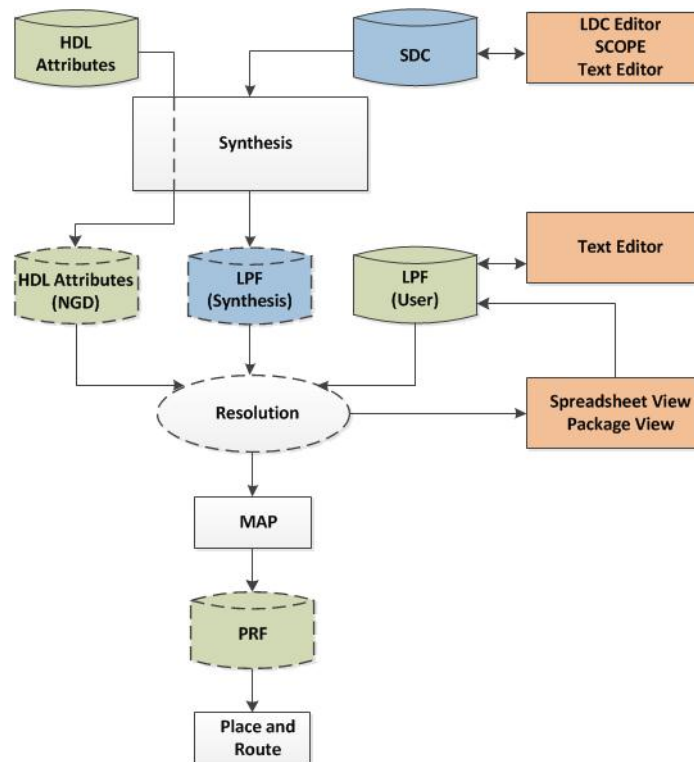 HDL
Attributes
SDC
LDC Editor
SCOPE
Text Editor
Synthesis
HDL Attributes
(NGD)
LPF
(Synthesis)
LPF
(User)
Text Editor
Resolution
Spreadsheet View
Package View
MAP
PRF
Place and
Route